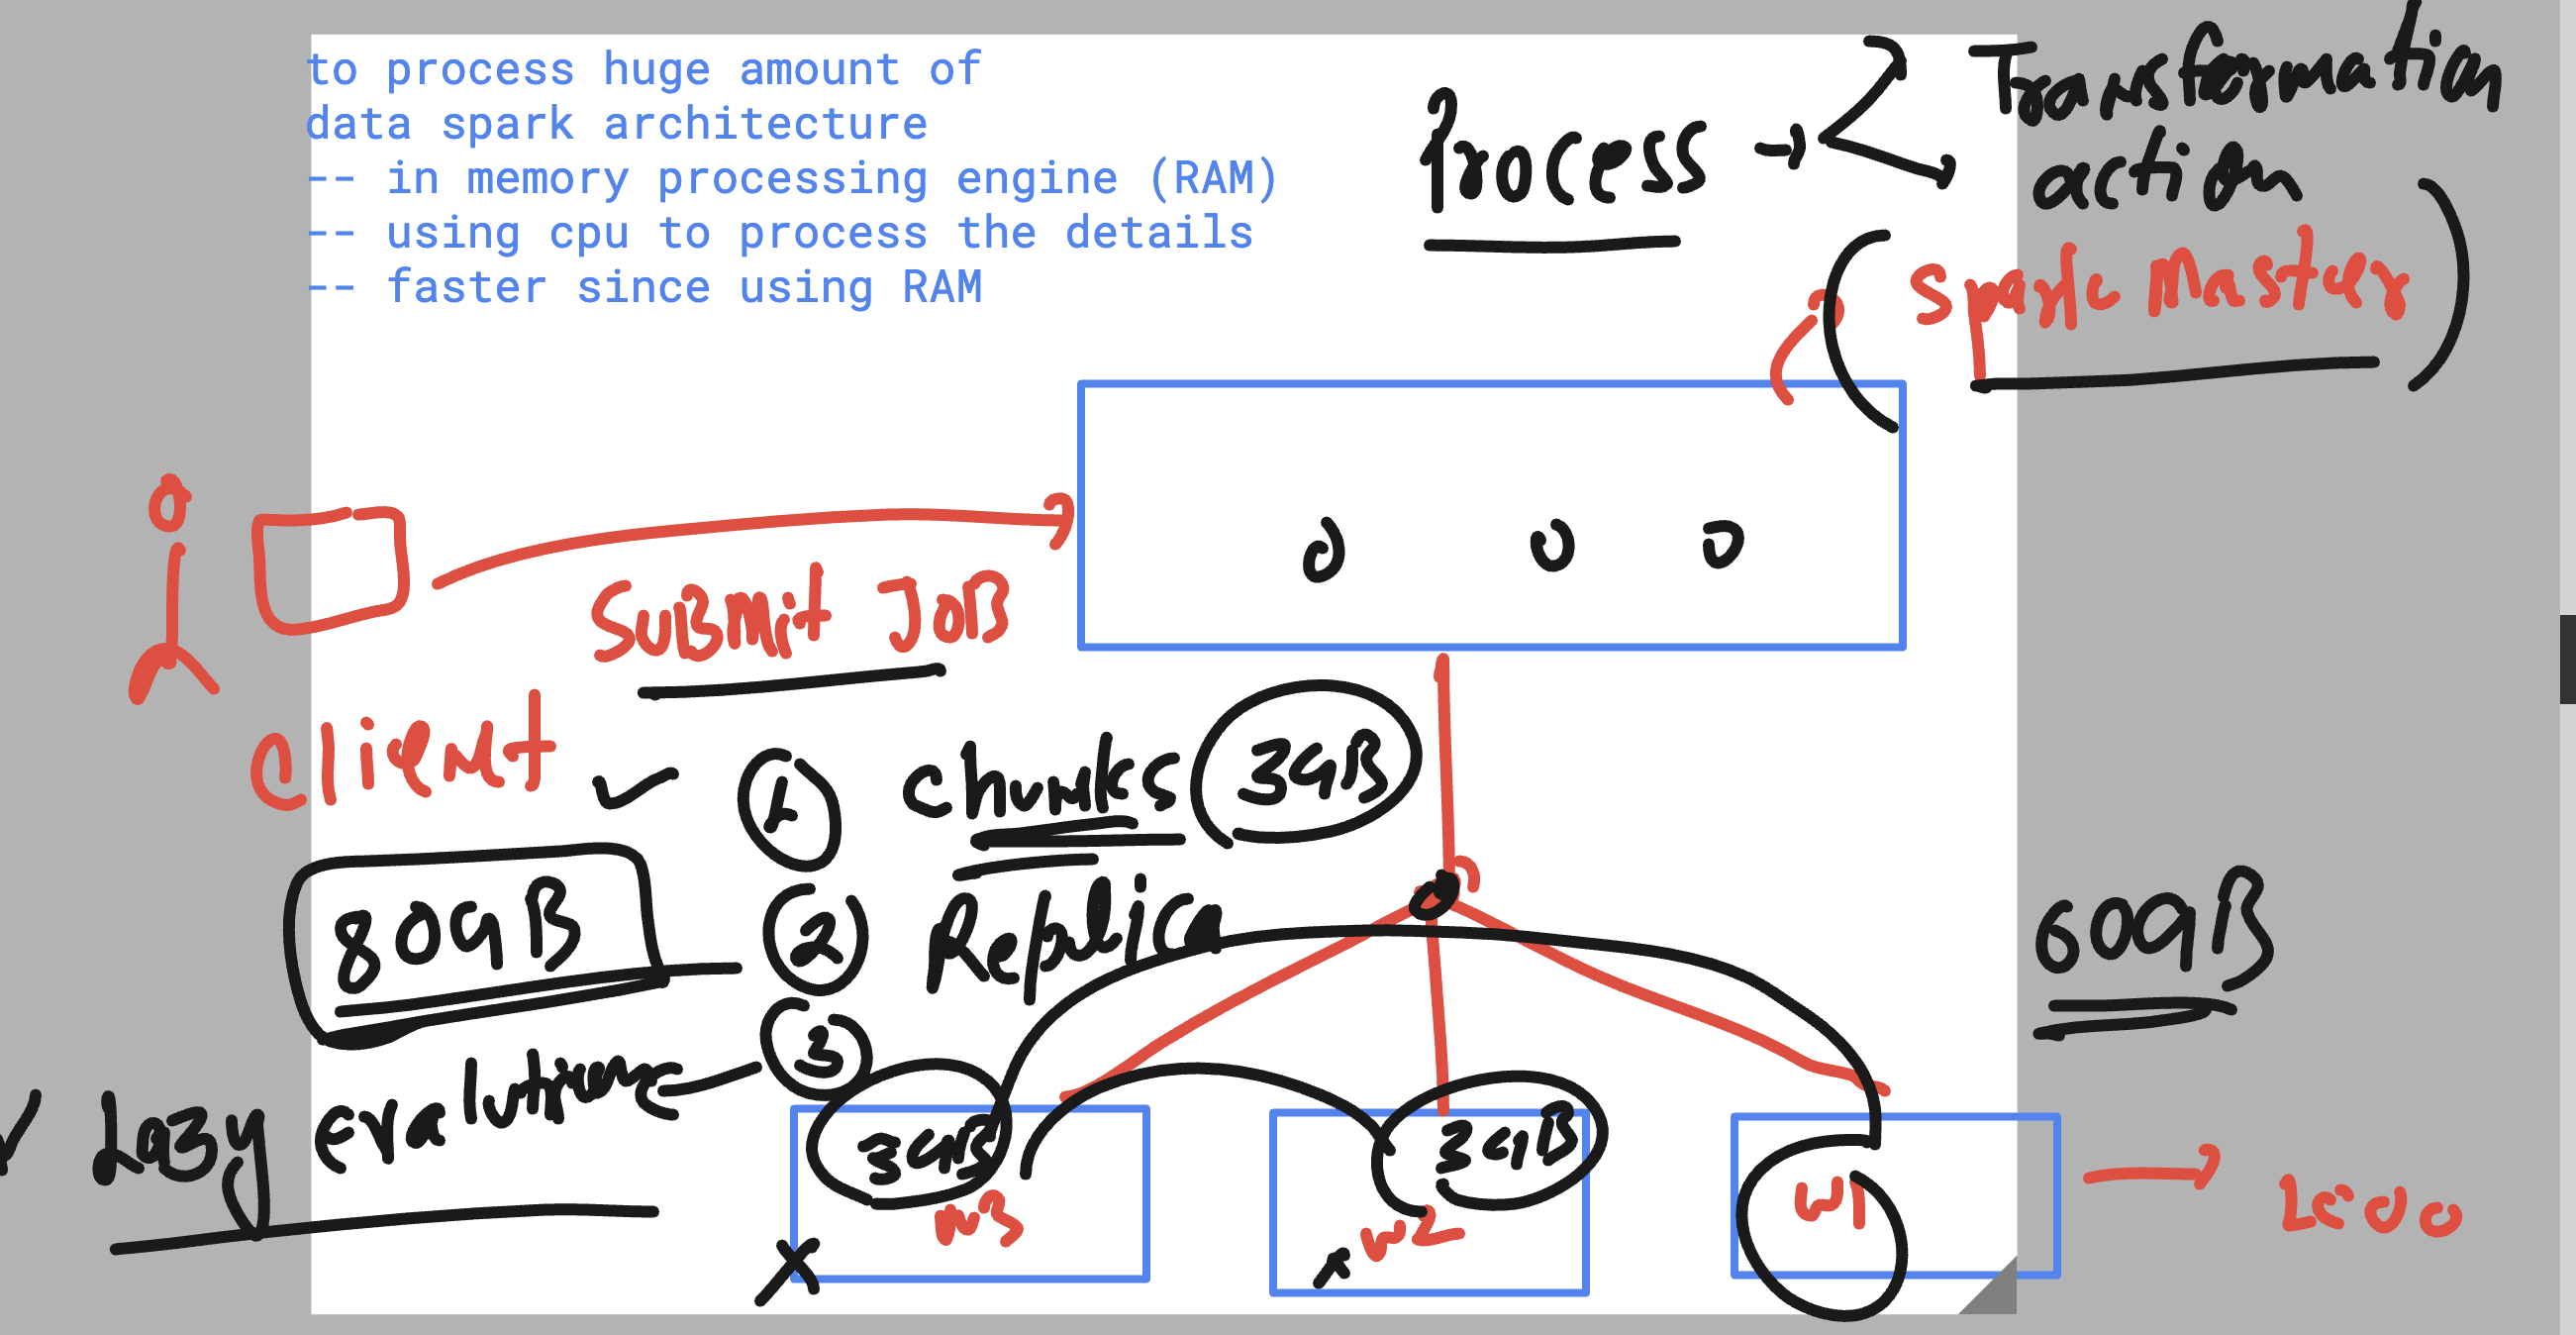 to process huge amount of
data spark architecture
-- in memory processing engine (RAM)
-- using cpu to process the details
-- faster since using RAM
Process → Transformation
action
Spark Master
Submit JOB
client
1 chunks 3GB
80GB
2 Replica
60GB
3
Lazy evalution
3GB
3GB
w3
w2
w1